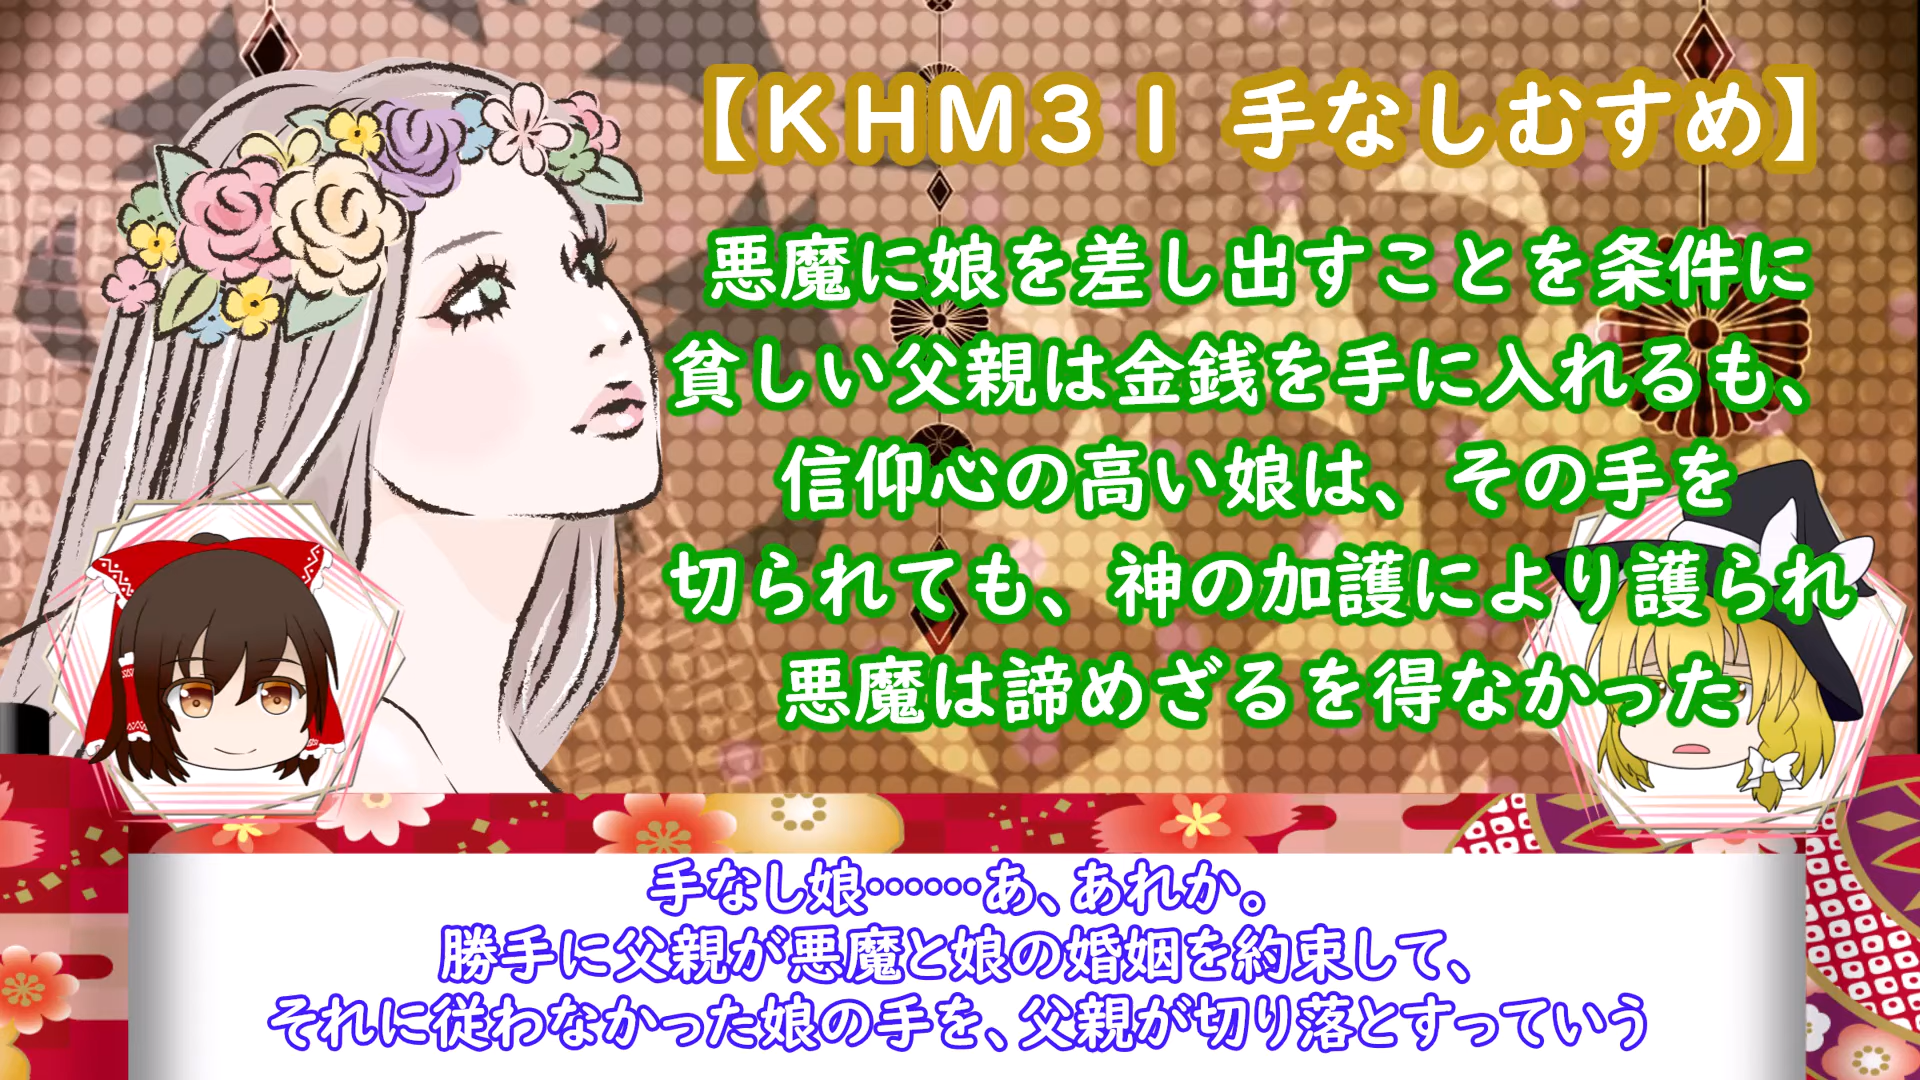 【KHM31 手なしむすめ】
悪魔に娘を差し出すことを条件に
貧しい父親は金銭を手に入れるも、
信仰心の高い娘は、その手を
切られても、神の加護により護られ
悪魔は諦めざるを得なかった
手なし娘……あ、あれか。
勝手に父親が悪魔と娘の婚姻を約束して、
それに従わなかった娘の手を、父親が切り落とすっていう